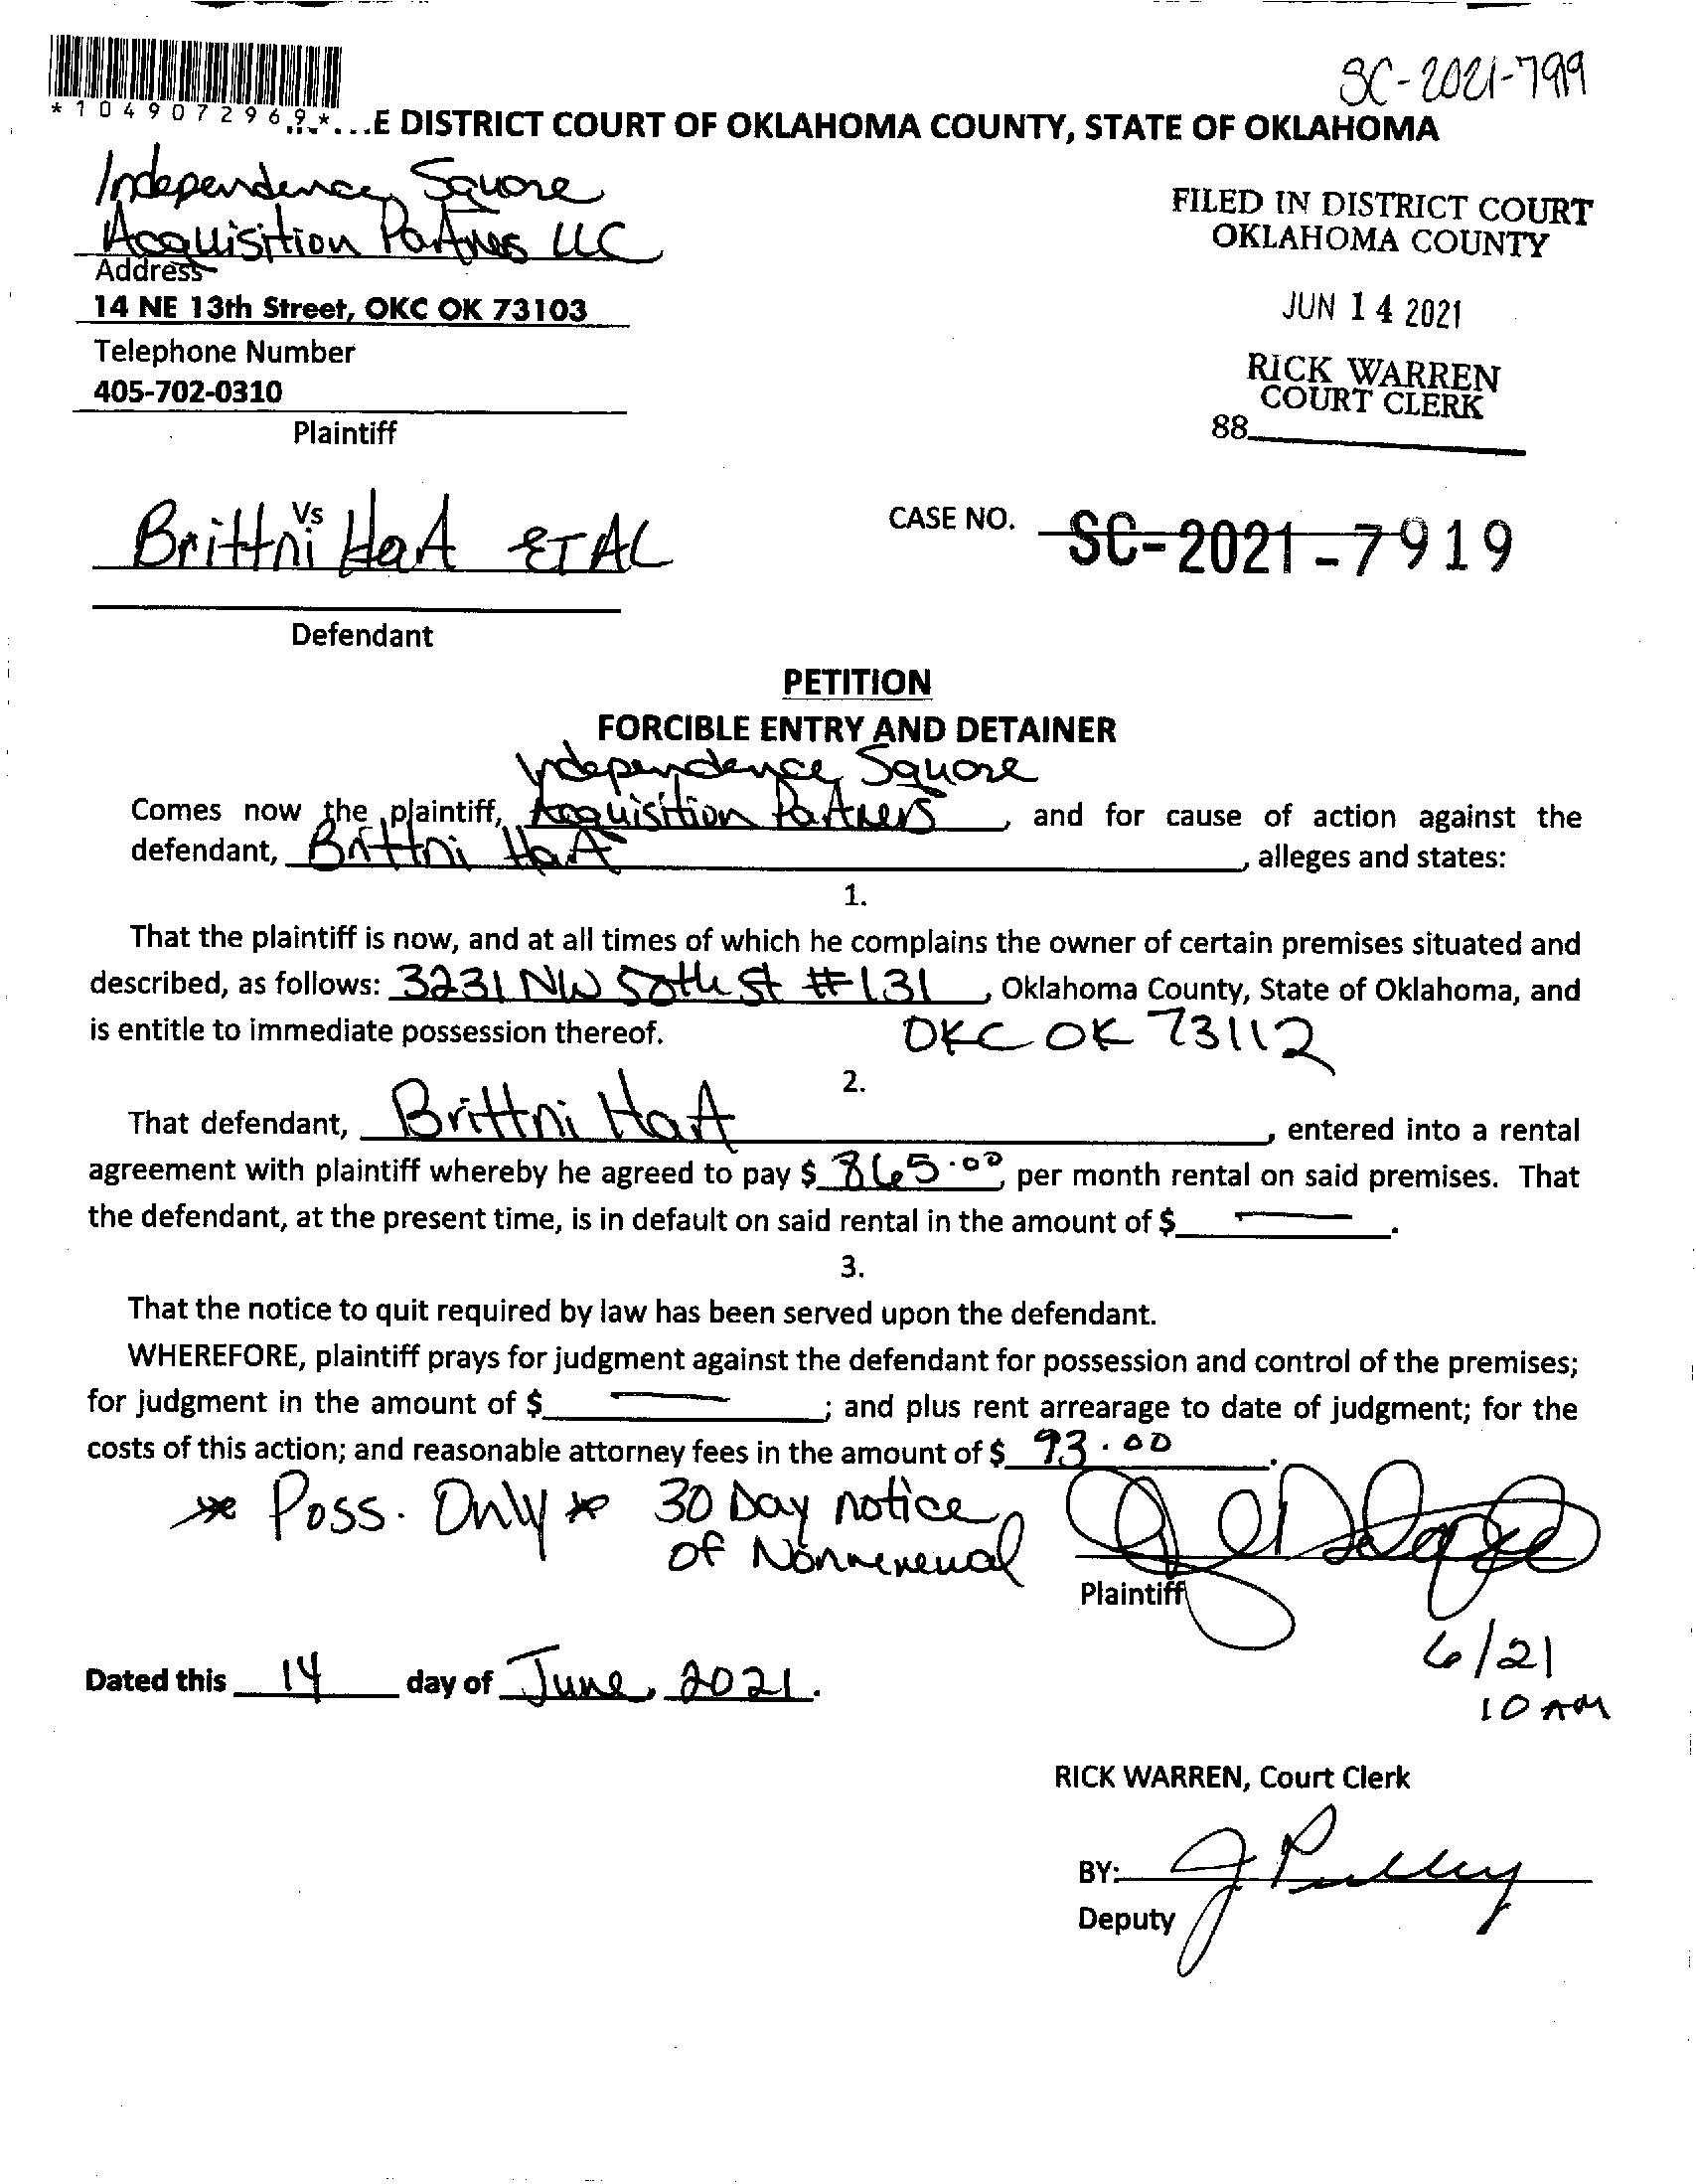 SC-2021-799
*1049072969*
...E DISTRICT COURT OF OKLAHOMA COUNTY, STATE OF OKLAHOMA
Independence Square
Acquisition Partners LLC
Address
14 NE 13th Street, OKC OK 73103
Telephone Number
405-702-0310
Plaintiff
FILED IN DISTRICT COURT
OKLAHOMA COUNTY
JUN 14 2021
RICK WARREN
COURT CLERK
88
Vs
Brittni Hart ET AL
Defendant
CASE NO. SC-2021-7919
PETITION
FORCIBLE ENTRY AND DETAINER
Independence Square
Comes now the plaintiff, Acquisition Partners, and for cause of action against the
defendant, Brittni Hart, alleges and states:
1.
That the plaintiff is now, and at all times of which he complains the owner of certain premises situated and
described, as follows: 3231 NW 50th St #131, Oklahoma County, State of Oklahoma, and
is entitle to immediate possession thereof. OKC OK 73112
2.
That defendant, Brittni Hart, entered into a rental
agreement with plaintiff whereby he agreed to pay $ 865.00, per month rental on said premises. That
the defendant, at the present time, is in default on said rental in the amount of $ —.
3.
That the notice to quit required by law has been served upon the defendant.
WHEREFORE, plaintiff prays for judgment against the defendant for possession and control of the premises;
for judgment in the amount of $ —; and plus rent arrearage to date of judgment; for the
costs of this action; and reasonable attorney fees in the amount of $ 93.00.
* Poss. Only * 30 Day notice
of Nonrenewal
Plaintiff
6/21
10 AM
Dated this 14 day of June, 2021.
RICK WARREN, Court Clerk
BY:
Deputy